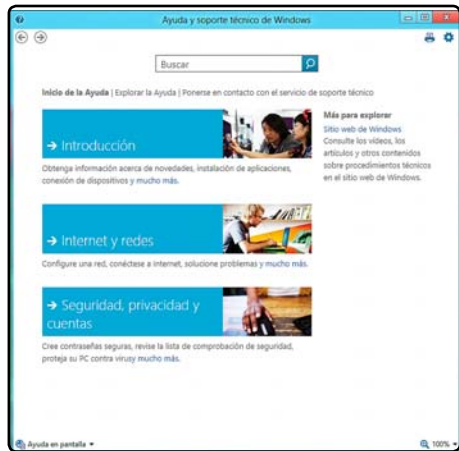 Ayuda y soporte técnico de Windows
Buscar
Inicio de la Ayuda | Explorar la Ayuda | Ponerse en contacto con el servicio de soporte técnico
→ Introducción
Obtenga información acerca de novedades, instalación de aplicaciones,
conexión de dispositivos y mucho más.
Más para explorar
Sitio web de Windows
Consulte los vídeos, los
artículos y otros contenidos
sobre procedimientos técnicos
en el sitio web de Windows.
→ Internet y redes
Configure una red, conéctese a Internet, solucione problemas y mucho más.
→ Seguridad, privacidad y
cuentas
Cree contraseñas seguras, revise la lista de comprobación de seguridad,
proteja su PC contra virusy mucho más.
Ayuda en pantalla
100%